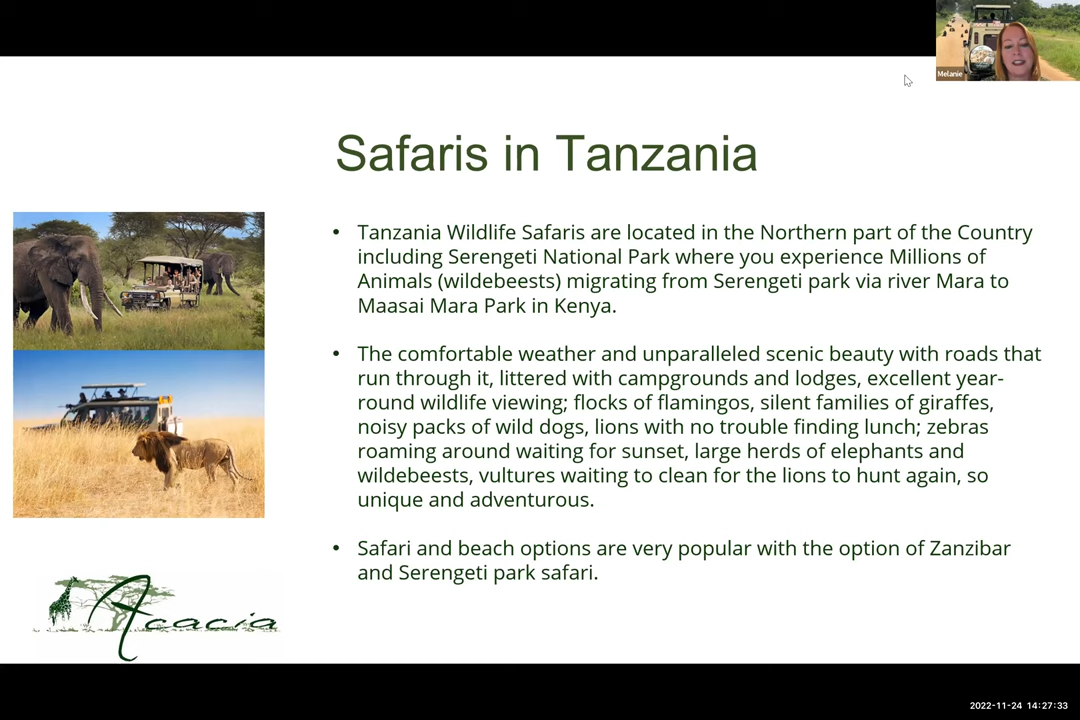 Melanie
Safaris in Tanzania
• Tanzania Wildlife Safaris are located in the Northern part of the Country
including Serengeti National Park where you experience Millions of
Animals (wildebeests) migrating from Serengeti park via river Mara to
Maasai Mara Park in Kenya.
• The comfortable weather and unparalleled scenic beauty with roads that
run through it, littered with campgrounds and lodges, excellent year-
round wildlife viewing; flocks of flamingos, silent families of giraffes,
noisy packs of wild dogs, lions with no trouble finding lunch; zebras
roaming around waiting for sunset, large herds of elephants and
wildebeests, vultures waiting to clean for the lions to hunt again, so
unique and adventurous.
• Safari and beach options are very popular with the option of Zanzibar
and Serengeti park safari.
Acacia
2022-11-24 14:27:33